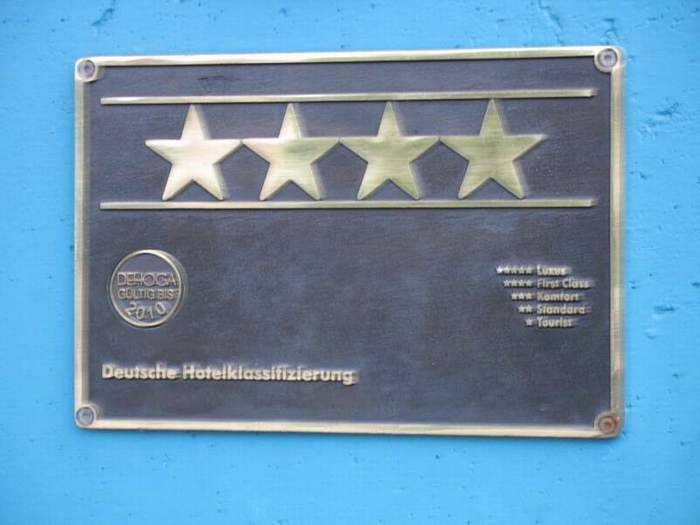 DEHOGA
GÜLTIG BIS
2010
★★★★★ Luxus
★★★★ First Class
★★★ Komfort
★★ Standard
★ Tourist
Deutsche Hotelklassifizierung